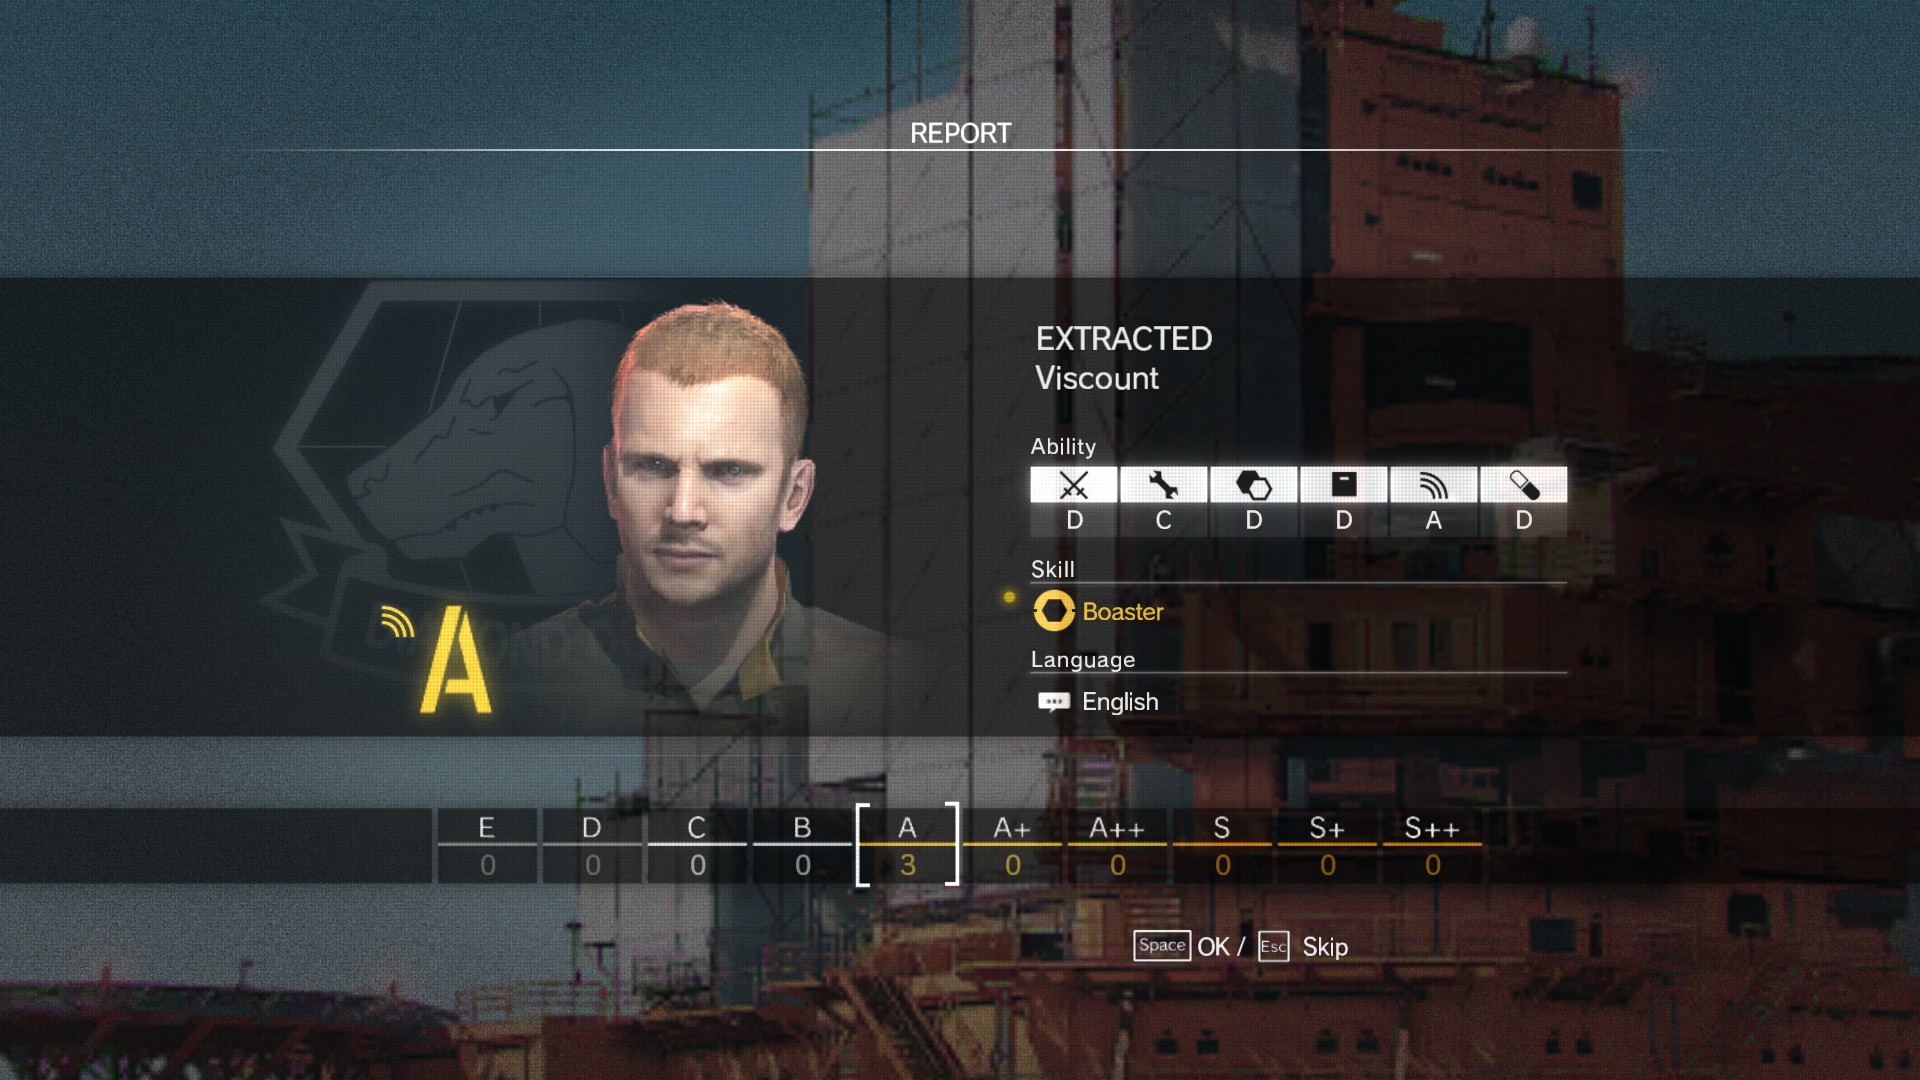 REPORT
EXTRACTED
Viscount
Ability
D C D D A D
Skill
Boaster
Language
English
A
E D C B A A+ A++ S S+ S++
0 0 0 0 3 0 0 0 0 0
Space OK / Esc Skip